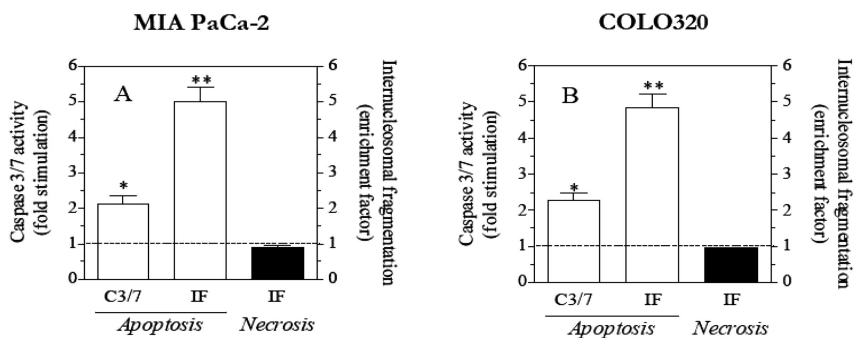 MIA PaCa-2
COLO320
A
B
Caspase 3/7 activity
(fold stimulation)
Internucleosomal fragmentation
(enrichment factor)
Caspase 3/7 activity
(fold stimulation)
Internucleosomal fragmentation
(enrichment factor)
6
5
4
3
2
1
0
6
5
4
3
2
1
0
6
5
4
3
2
1
0
6
5
4
3
2
1
0
*
**
*
**
C3/7 IF IF
Apoptosis Necrosis
C3/7 IF IF
Apoptosis Necrosis